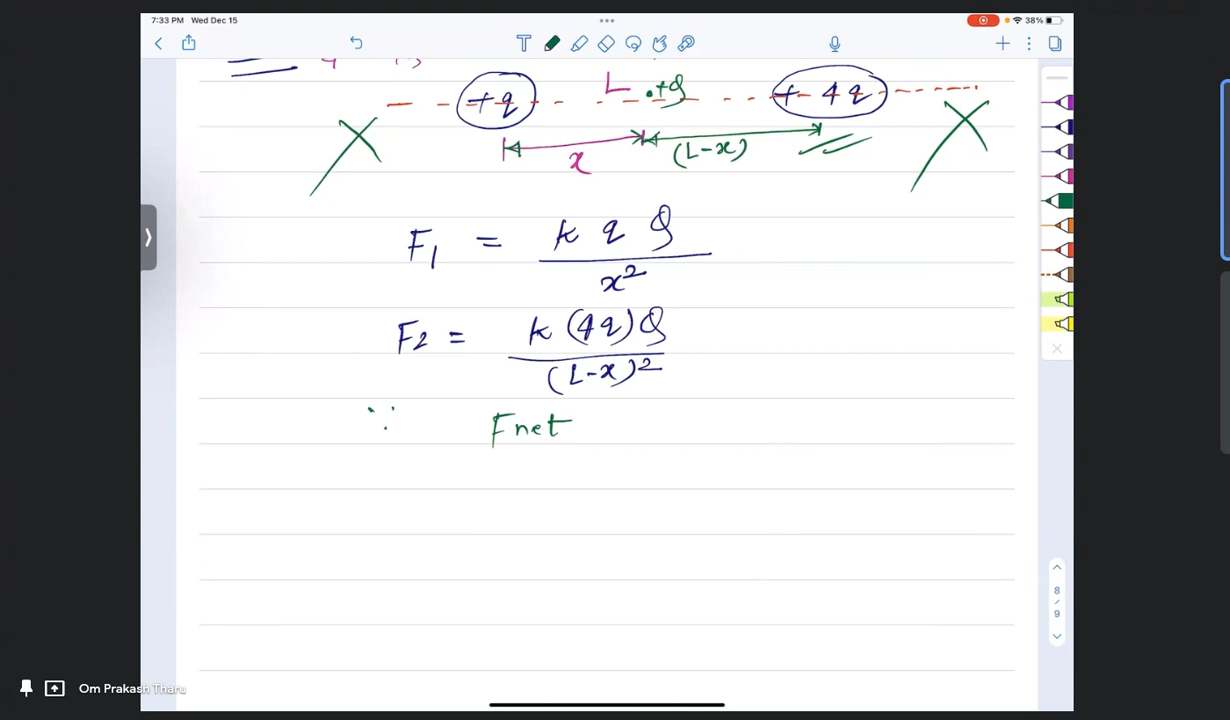 7:33 PM Wed Dec 15
38%
+q L .+Q + 4q
x (L-x)
F1 = k q Q / x²
F2 = k (4q) Q / (L-x)²
∵ Fnet
8
/
9
Om Prakash Tharu